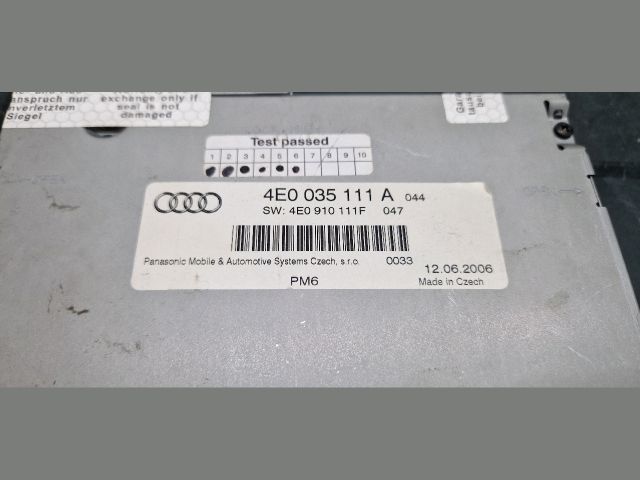 anspruch nur
unverletztem
Siegel
exchange only if
seal is not
damaged
Test passed
1 2 3 4 5 6 7 8 9 10
4E0 035 111 A 044
SW: 4E0 910 111F 047
Panasonic Mobile & Automotive Systems Czech, s.r.o. 0033
12.06.2006
PM6
Made in Czech